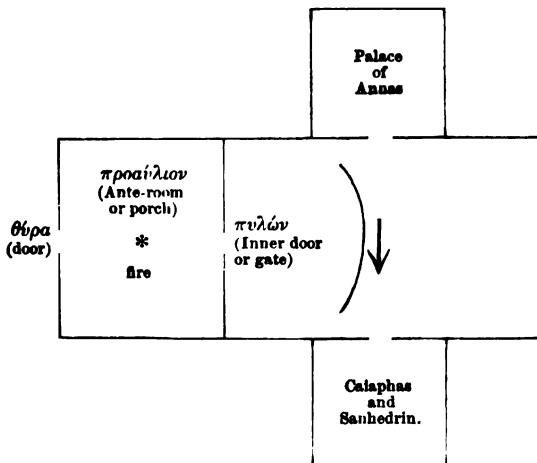 Palace
of
Annas
προαύλιον
(Ante-room
or porch)
*
fire
θύρα
(door)
πυλών
(Inner door
or gate)
Caiaphas
and
Sanhedrin.